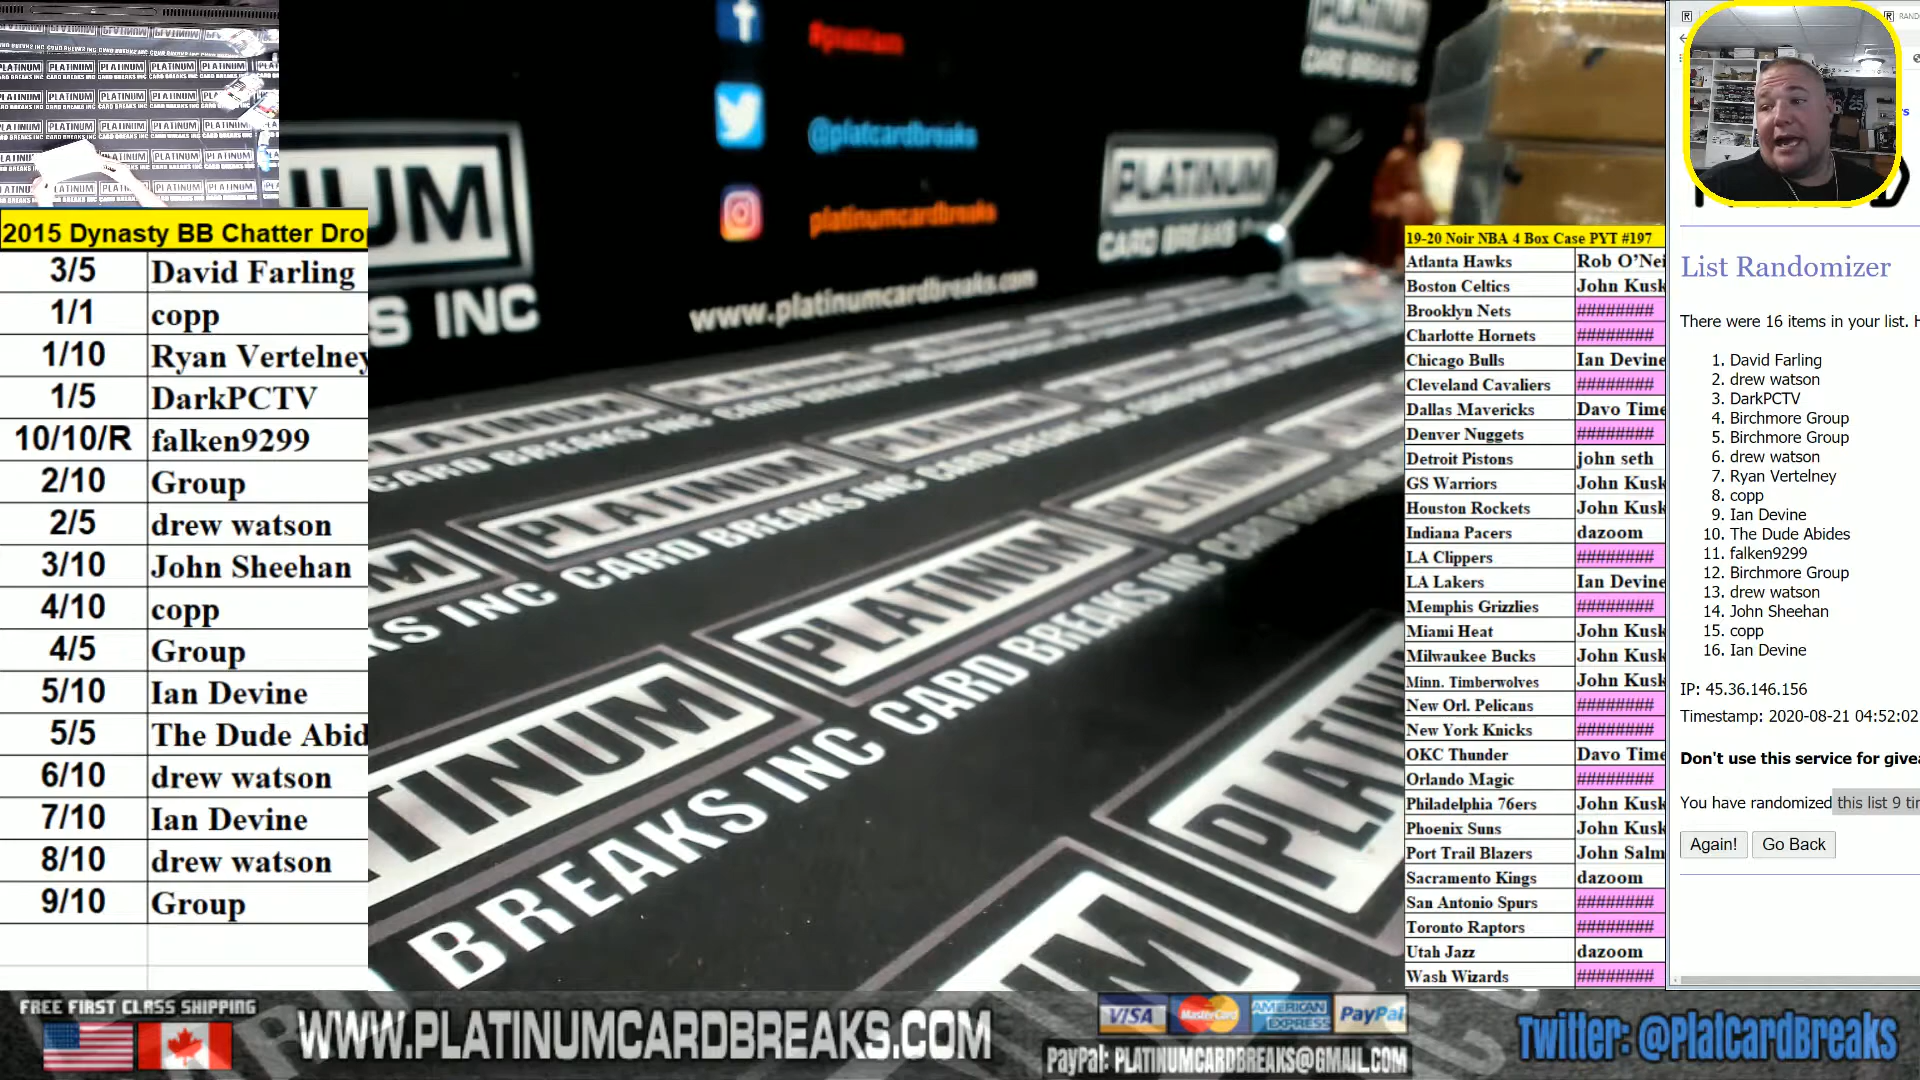 2015 Dynasty BB Chatter Dro
3/5 David Farling
1/1 copp
1/10 Ryan Vertelney
1/5 DarkPCTV
10/10/R falken9299
2/10 Group
2/5 drew watson
3/10 John Sheehan
4/10 copp
4/5 Group
5/10 Ian Devine
5/5 The Dude Abid
6/10 drew watson
7/10 Ian Devine
8/10 drew watson
9/10 Group
@platcardbreaks
platinumcardbreaks
www.platinumcardbreaks.com
PLATINUM
CARD BREAKS INC
19-20 Noir NBA 4 Box Case PYT #197
Atlanta Hawks Rob O’Nei
Boston Celtics John Kusk
Brooklyn Nets ########
Charlotte Hornets ########
Chicago Bulls Ian Devine
Cleveland Cavaliers ########
Dallas Mavericks Davo Time
Denver Nuggets ########
Detroit Pistons john seth
GS Warriors John Kusk
Houston Rockets John Kusk
Indiana Pacers dazoom
LA Clippers ########
LA Lakers Ian Devine
Memphis Grizzlies ########
Miami Heat John Kusk
Milwaukee Bucks John Kusk
Minn. Timberwolves John Kusk
New Orl. Pelicans ########
New York Knicks ########
OKC Thunder Davo Time
Orlando Magic ########
Philadelphia 76ers John Kusk
Phoenix Suns John Kusk
Port Trail Blazers John Salm
Sacramento Kings dazoom
San Antonio Spurs ########
Toronto Raptors ########
Utah Jazz dazoom
Wash Wizards ########
List Randomizer
There were 16 items in your list. H
1. David Farling
2. drew watson
3. DarkPCTV
4. Birchmore Group
5. Birchmore Group
6. drew watson
7. Ryan Vertelney
8. copp
9. Ian Devine
10. The Dude Abides
11. falken9299
12. Birchmore Group
13. drew watson
14. John Sheehan
15. copp
16. Ian Devine
IP: 45.36.146.156
Timestamp: 2020-08-21 04:52:02
Don't use this service for givea
You have randomized this list 9 tim
Again! Go Back
FREE FIRST CLASS SHIPPING
WWW.PLATINUMCARDBREAKS.COM
VISA MasterCard AMERICAN EXPRESS PayPal
PayPal: PLATINUMCARDBREAKS@GMAIL.COM
Twitter: @PlatCardBreaks